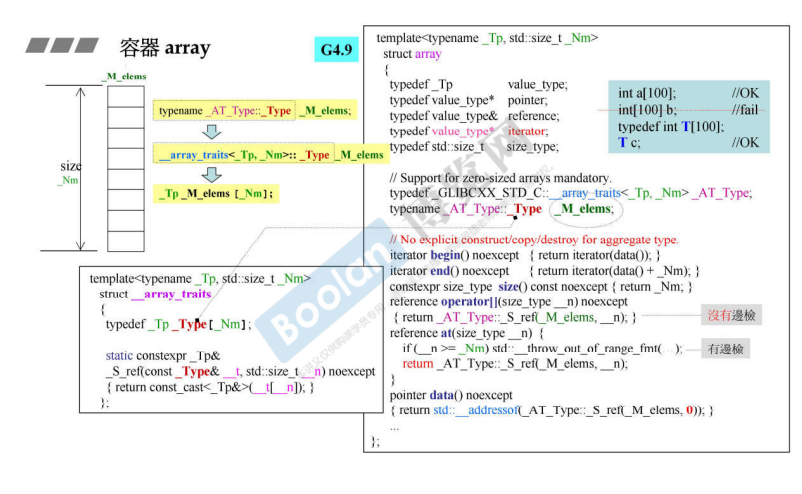 容器 array
G4.9
_M_elems
size
_Nm
typename _AT_Type::_Type _M_elems;
__array_traits<_Tp, _Nm>:: _Type _M_elems
_Tp _M_elems [_Nm];
template<typename _Tp, std::size_t _Nm>
struct __array_traits
{
typedef _Tp _Type[_Nm];
static constexpr _Tp&
_S_ref(const _Type& __t, std::size_t __n) noexcept
{ return const_cast<_Tp&>(__t[__n]); }
};
template<typename _Tp, std::size_t _Nm>
struct array
{
typedef _Tp value_type;
typedef value_type* pointer;
typedef value_type& reference;
typedef value_type* iterator;
typedef std::size_t size_type;
// Support for zero-sized arrays mandatory.
typedef _GLIBCXX_STD_C::__array_traits<_Tp, _Nm> _AT_Type;
typename _AT_Type::_Type _M_elems;
// No explicit construct/copy/destroy for aggregate type.
iterator begin() noexcept { return iterator(data()); }
iterator end() noexcept { return iterator(data() + _Nm); }
constexpr size_type size() const noexcept { return _Nm; }
reference operator[](size_type __n) noexcept
{ return _AT_Type::_S_ref(_M_elems, __n); }
沒有邊檢
reference at(size_type __n) {
if (__n >= _Nm) std::__throw_out_of_range_fmt(…);
有邊檢
return _AT_Type::_S_ref(_M_elems, __n);
}
pointer data() noexcept
{ return std::__addressof(_AT_Type::_S_ref(_M_elems, 0)); }
...
};
int a[100]; //OK
int[100] b; //fail
typedef int T[100];
T c; //OK
Boolan 博发网